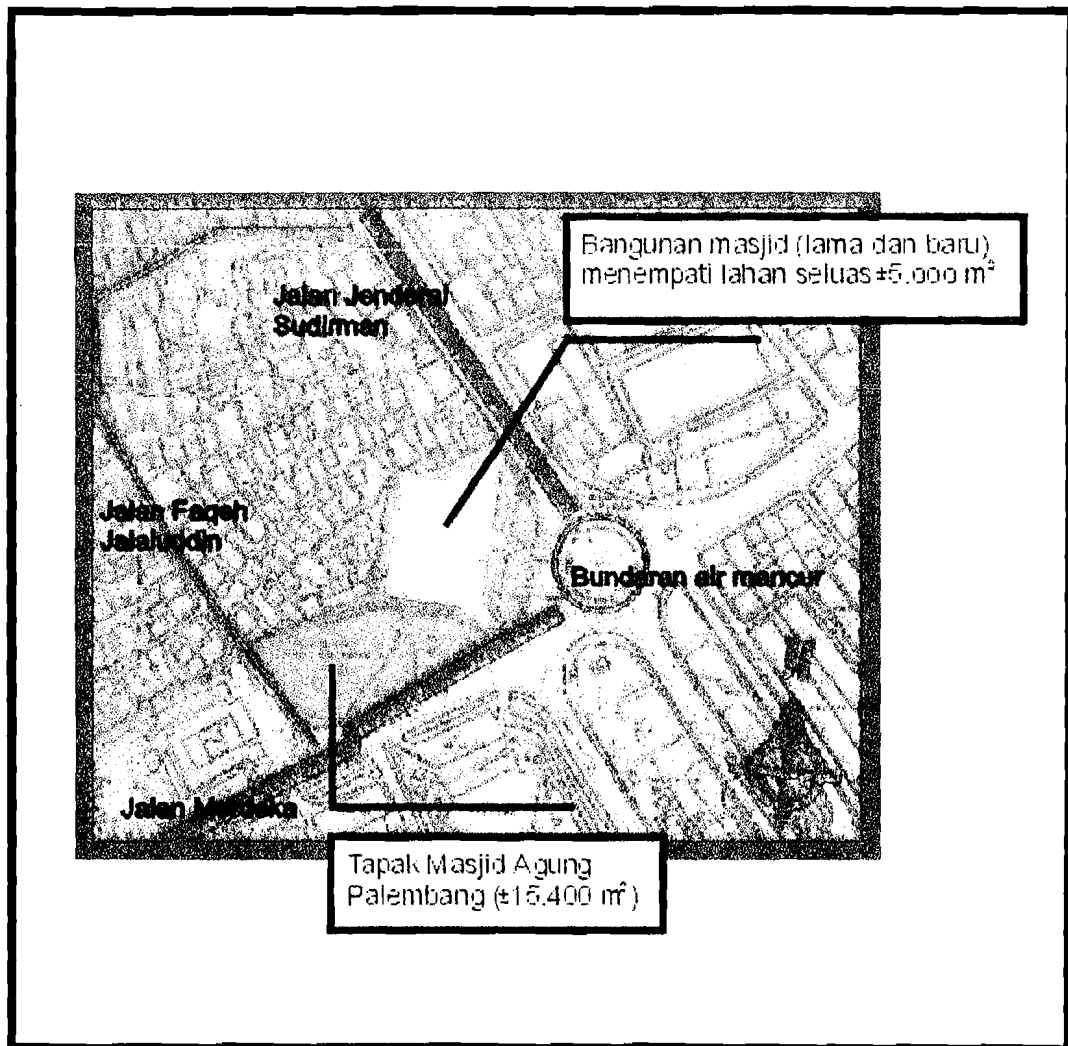 Bangunan masjid (lama dan baru)
menempati lahan seluas ±5.000 m²
Jalan Jenderal
Sudirman
Jalan Faqeh
Jalaluddin
Bundaran air mancur
Jalan Merdeka
Tapak Masjid Agung
Palembang (±15.400 m²)